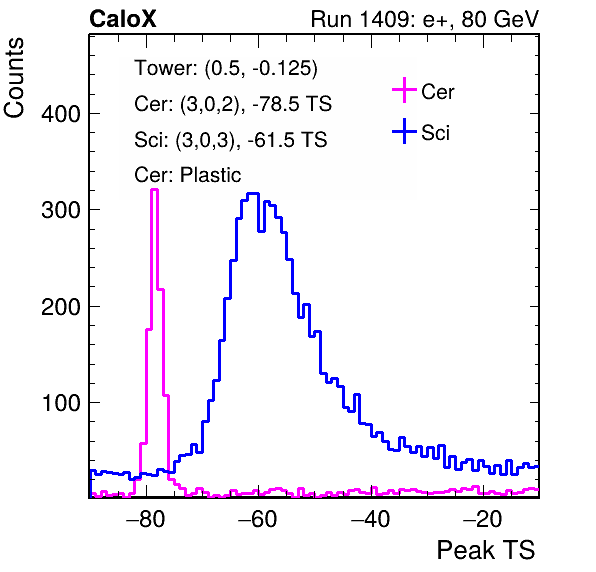 CaloX Run 1409: e+, 80 GeV
Counts
Tower: (0.5, -0.125)
Cer: (3,0,2), -78.5 TS
Sci: (3,0,3), -61.5 TS
Cer: Plastic
Cer
Sci
400
300
200
100
−80 −60 −40 −20
Peak TS